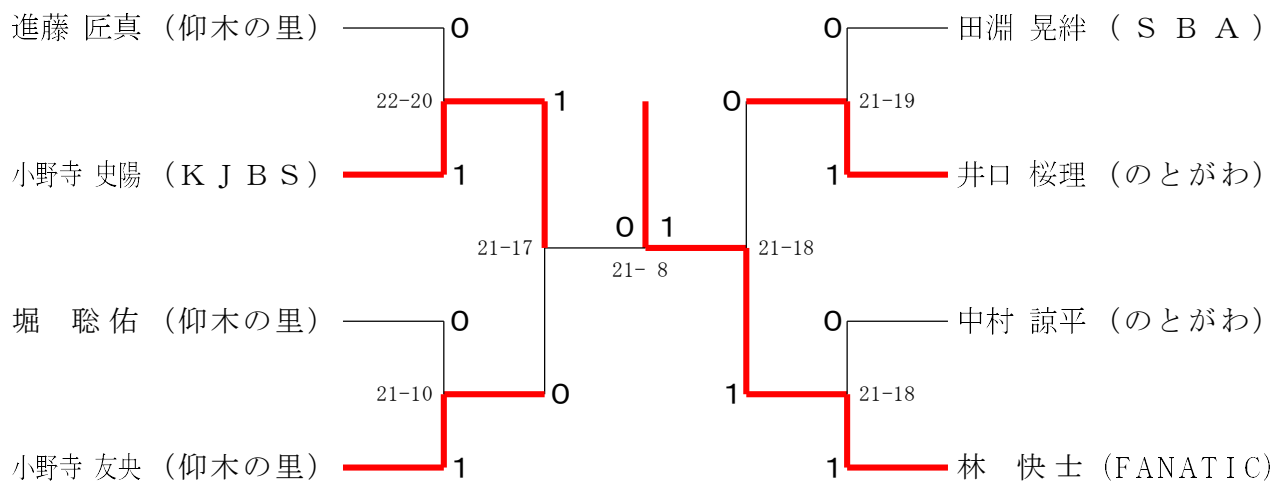 進藤 匠真 （仰木の里） 0 0 田淵 晃絆 （ＳＢＡ）
22-20 1 0 21-19
小野寺 史陽 （ＫＪＢＳ） 1 1 井口 桜理 （のとがわ）
21-17 0 1 21-18
21- 8
堀　聡佑 （仰木の里） 0 0 中村 諒平 （のとがわ）
21-10 0 1 21-18
小野寺 友央 （仰木の里） 1 1 林　快士 (FANATIC)